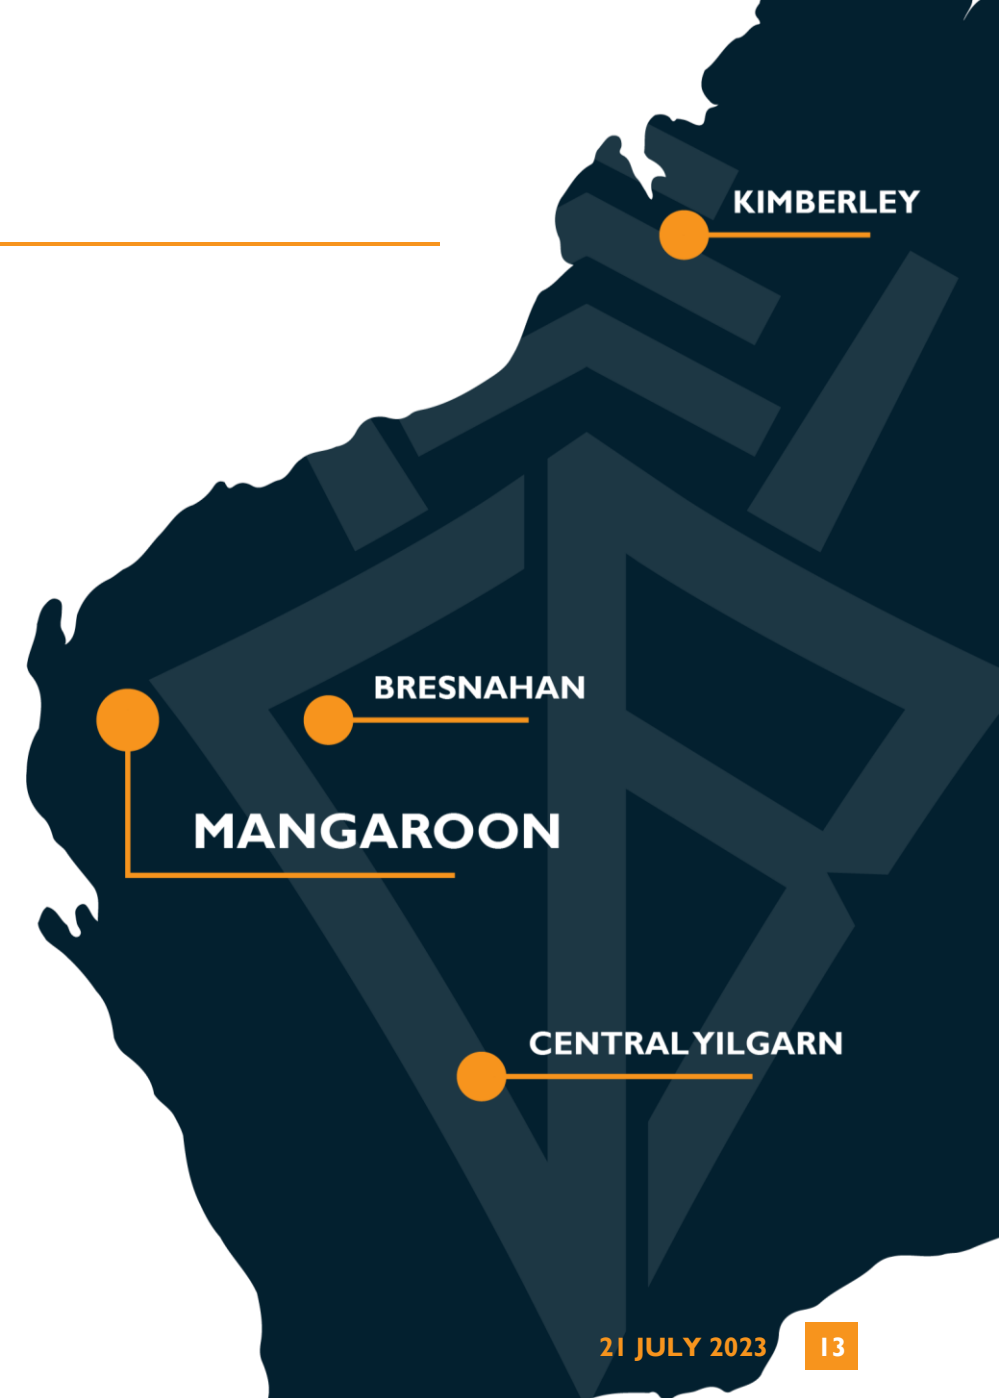 KIMBERLEY
BRESNAHAN
MANGAROON
CENTRAL YILGARN
21 JULY 2023 13